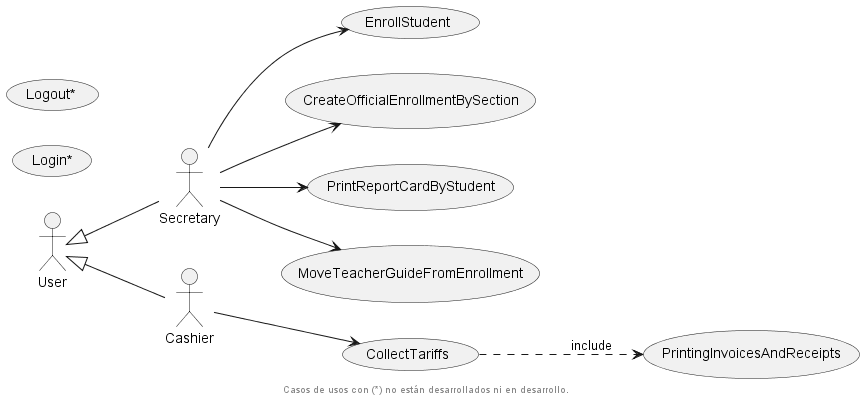 EnrollStudent
Logout*
CreateOfficialEnrollmentBySection
Login*
PrintReportCardByStudent
Secretary
MoveTeacherGuideFromEnrollment
User
Cashier
CollectTariffs
include
PrintingInvoicesAndReceipts
Casos de usos con (*) no están desarrollados ni en desarrollo.